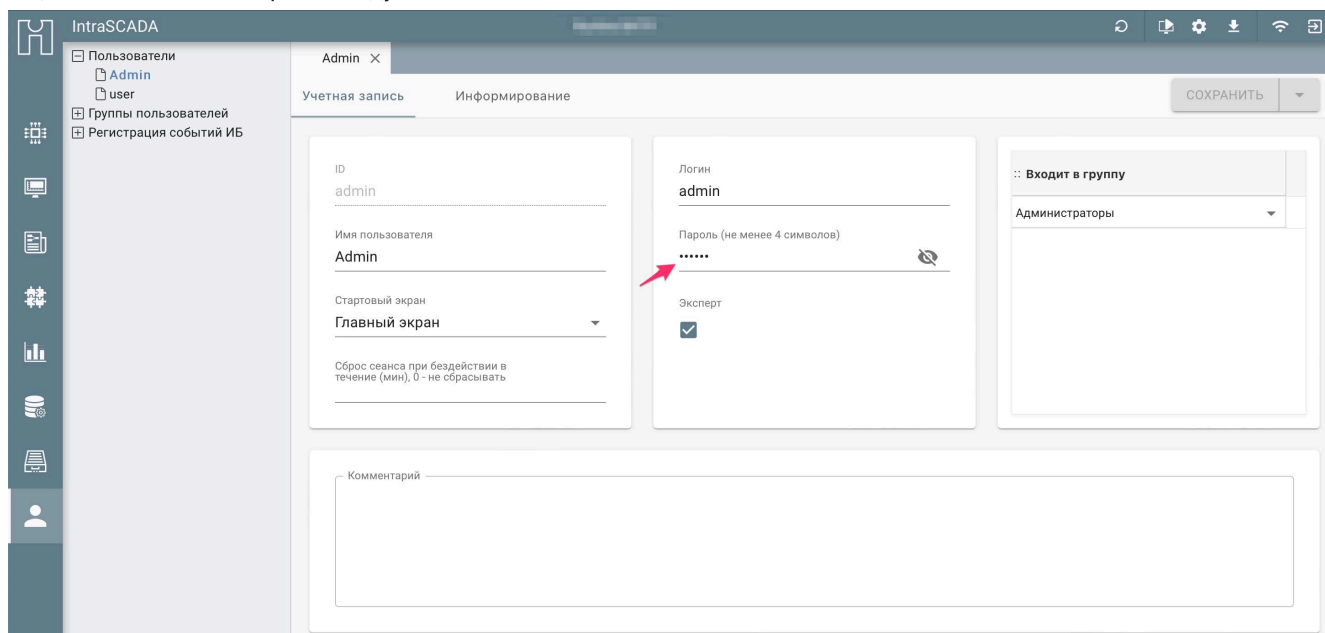 IntraSCADA
Пользователи
Admin
user
Группы пользователей
Регистрация событий ИБ
Admin
Учетная запись
Информирование
СОХРАНИТЬ
ID
admin
Имя пользователя
Admin
Стартовый экран
Главный экран
Сброс сеанса при бездействии в
течение (мин), 0 - не сбрасывать
Логин
admin
Пароль (не менее 4 символов)
••••••
Эксперт
:: Входит в группу
Администраторы
Комментарий